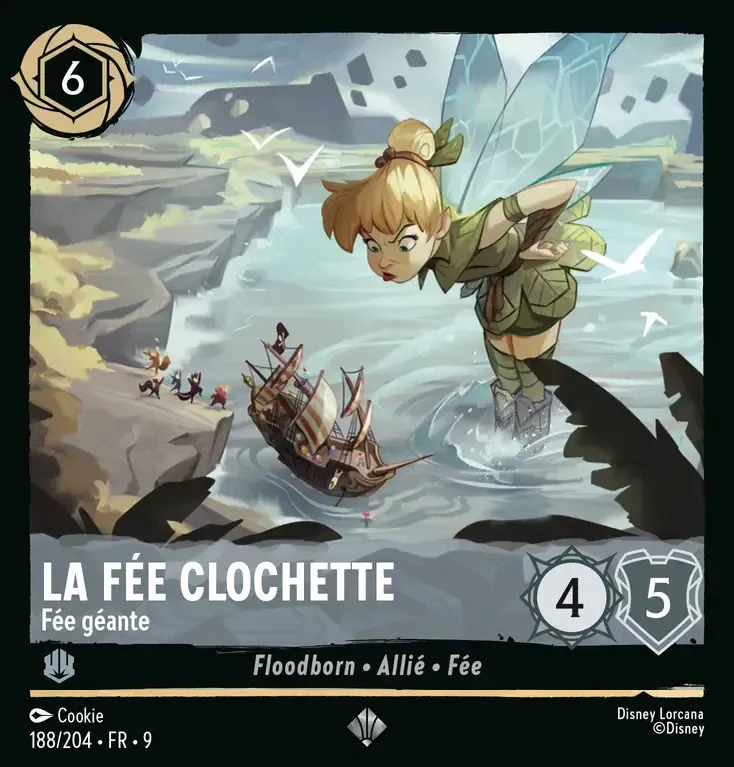 6
LA FÉE CLOCHETTE
Fée géante
4
5
Floodborn • Allié • Fée
Cookie
188/204 • FR • 9
Disney Lorcana
©Disney